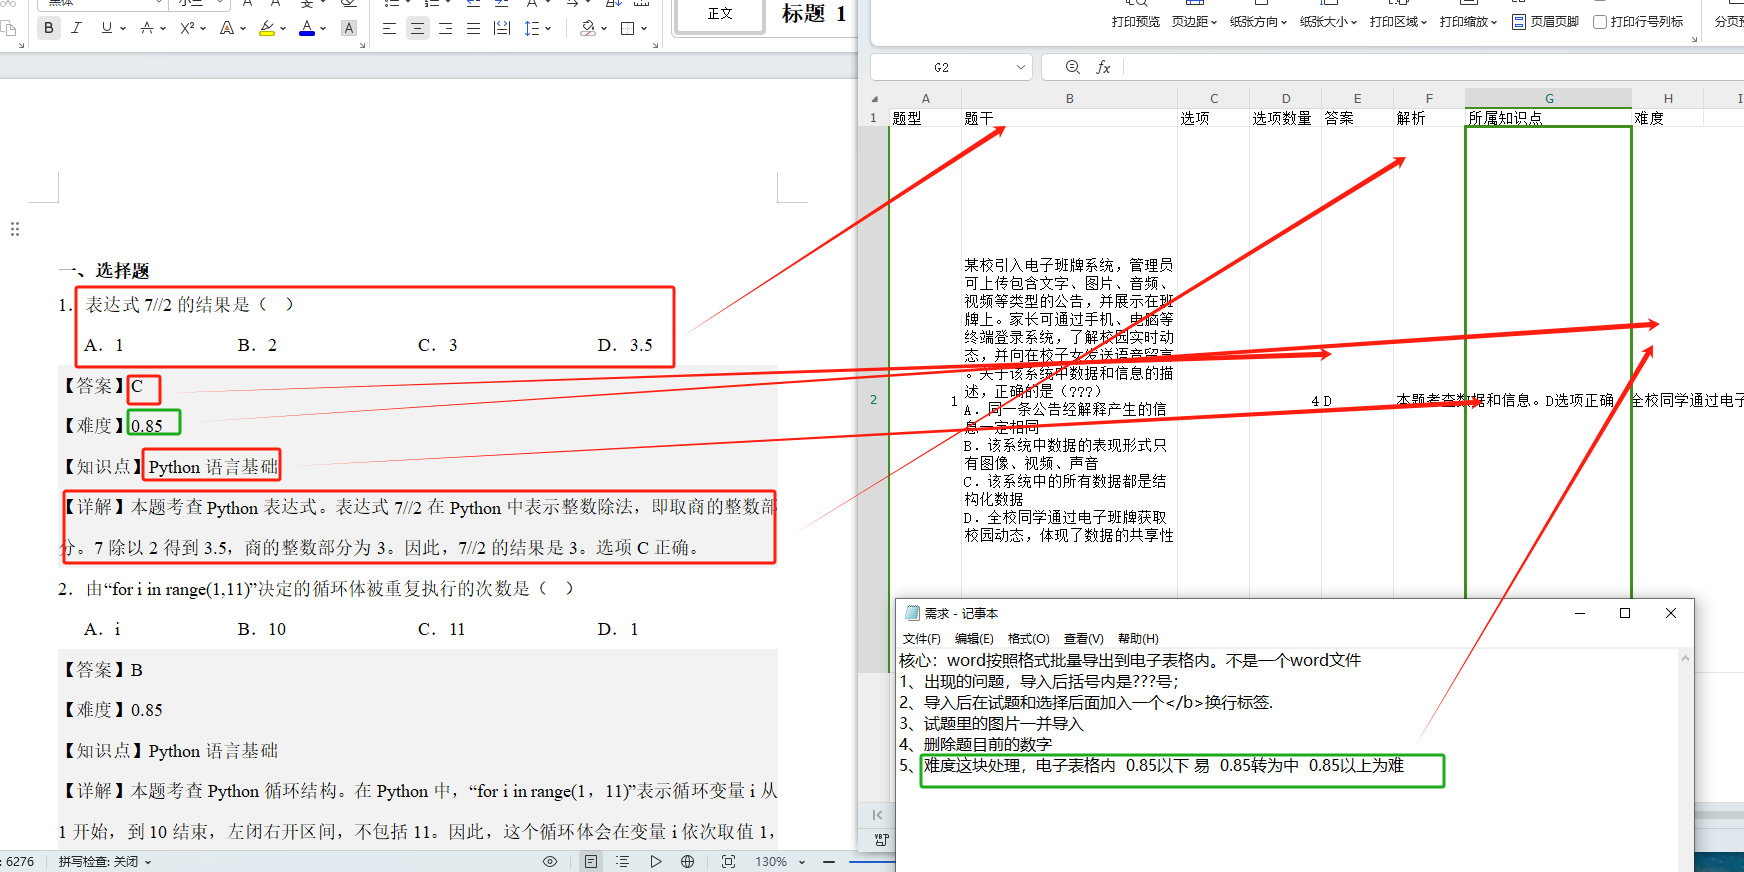 黑体
B I U A X² A A A
正文
标题 1
打印预览 页边距 纸张方向 纸张大小 打印区域 打印缩放 页眉页脚 打印行号列标 分页预
G2
fx
A B C D E F G H I
1 题型 题干 选项 选项数量 答案 解析 所属知识点 难度
一、选择题
1. 表达式 7//2 的结果是（ ）
A．1 B．2 C．3 D．3.5
【答案】C
【难度】0.85
【知识点】Python 语言基础
【详解】本题考查 Python 表达式。表达式 7//2 在 Python 中表示整数除法，即取商的整数部
分。7 除以 2 得到 3.5，商的整数部分为 3。因此，7//2 的结果是 3。选项 C 正确。
2．由“for i in range(1,11)”决定的循环体被重复执行的次数是（ ）
A．i B．10 C．11 D．1
【答案】B
【难度】0.85
【知识点】Python 语言基础
【详解】本题考查 Python 循环结构。在 Python 中，“for i in range(1，11)”表示循环变量 i 从
1 开始，到 10 结束，左闭右开区间，不包括 11。因此，这个循环体会在变量 i 依次取值 1，
: 6276 拼写检查: 关闭 130%
某校引入电子班牌系统，管理员
可上传包含文字、图片、音频、
视频等类型的公告，并展示在班
牌上。家长可通过手机、电脑等
终端登录系统，了解校园实时动
态，并向在校子女发送语音留言
。关于该系统中数据和信息的描
述，正确的是（???）
2 1 4 D 本题考查数据和信息。D选项正确，全校同学通过电子
A．同一条公告经解释产生的信
息一定相同
B．该系统中数据的表现形式只
有图像、视频、声音
C．该系统中的所有数据都是结
构化数据
D．全校同学通过电子班牌获取
校园动态，体现了数据的共享性
需求 - 记事本
文件(F) 编辑(E) 格式(O) 查看(V) 帮助(H)
核心：word按照格式批量导出到电子表格内。不是一个word文件
1、出现的问题，导入后括号内是???号；
2、导入后在试题和选择后面加入一个</b>换行标签.
3、试题里的图片一并导入
4、删除题目前的数字
5、难度这块处理，电子表格内 0.85以下 易 0.85转为中 0.85以上为难